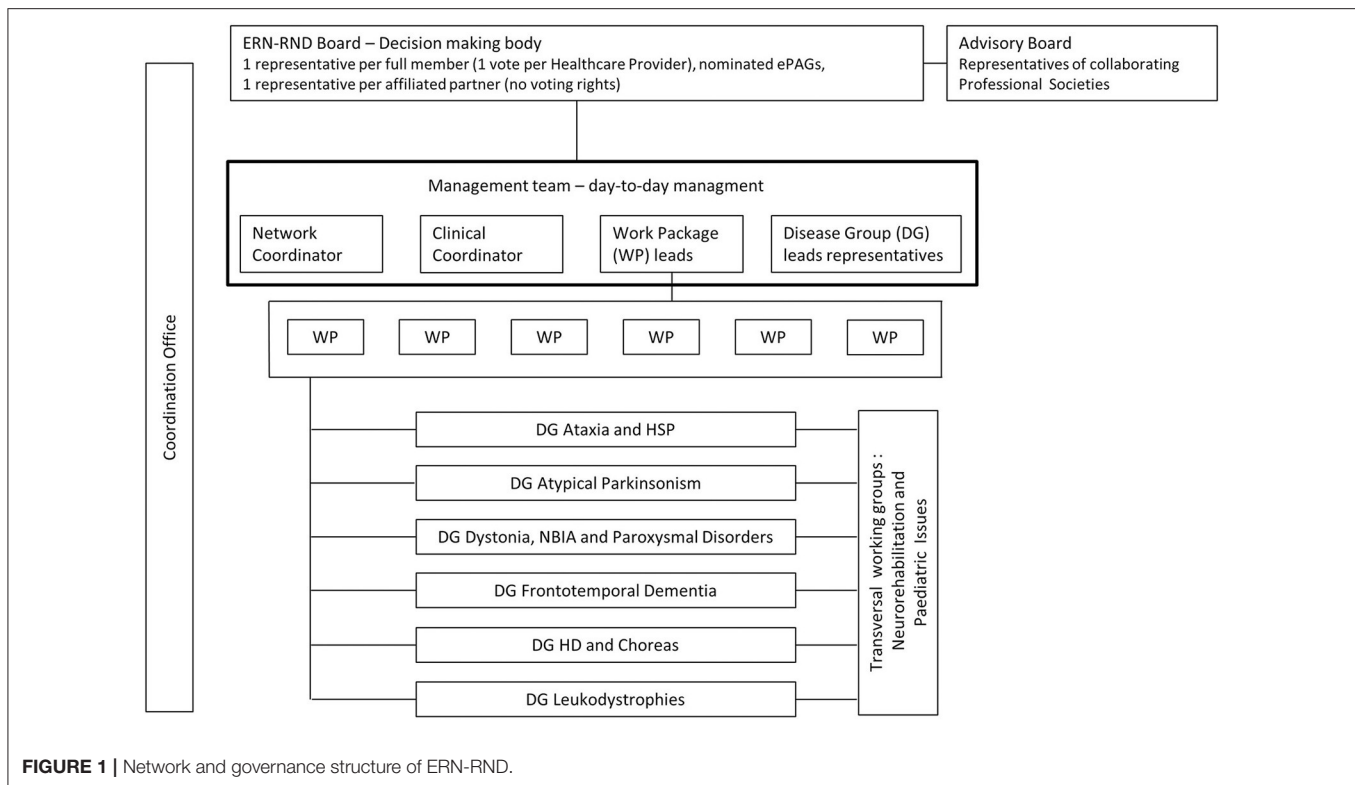 ERN-RND Board – Decision making body
1 representative per full member (1 vote per Healthcare Provider), nominated ePAGs,
1 representative per affiliated partner (no voting rights)
Advisory Board
Representatives of collaborating
Professional Societies
Coordination Office
Management team – day-to-day managment
Network
Coordinator
Clinical
Coordinator
Work Package
(WP) leads
Disease Group (DG)
leads representatives
WP
WP
WP
WP
WP
WP
DG Ataxia and HSP
DG Atypical Parkinsonism
DG Dystonia, NBIA and Paroxysmal Disorders
DG Frontotemporal Dementia
DG HD and Choreas
DG Leukodystrophies
Transversal working groups :
Neurorehabilitation and
Paediatric Issues
FIGURE 1 | Network and governance structure of ERN-RND.